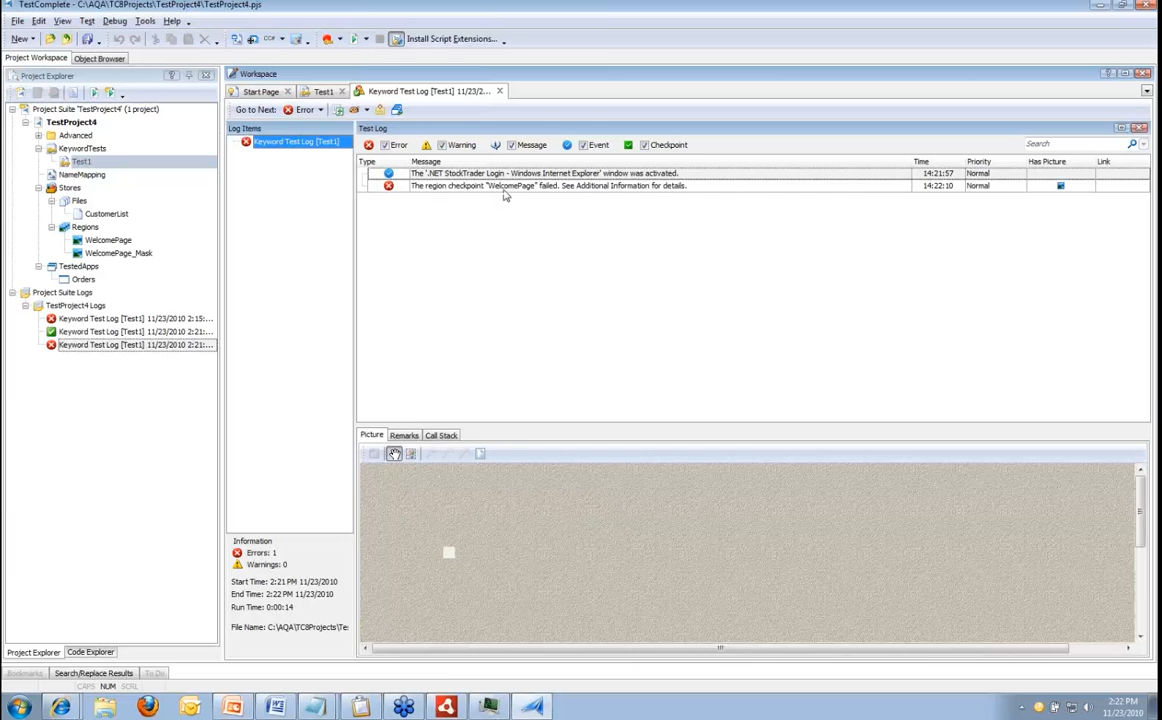 TestComplete - C:\AQA\TC8Projects\TestProject4\TestProject4.pjs
File Edit View Test Debug Tools Help
New Install Script Extensions...
Project Workspace Object Browser
Project Explorer
Workspace
Start Page Test1 Keyword Test Log [Test1] 11/23/2...
Go to Next: Error
Project Suite 'TestProject4' (1 project)
TestProject4
Advanced
KeywordTests
Test1
NameMapping
Stores
Files
CustomerList
Regions
WelcomePage
WelcomePage_Mask
TestedApps
Orders
Project Suite Logs
TestProject4 Logs
Keyword Test Log [Test1] 11/23/2010 2:15:...
Keyword Test Log [Test1] 11/23/2010 2:21:...
Keyword Test Log [Test1] 11/23/2010 2:21:...
Log Items
Keyword Test Log [Test1]
Test Log
Error Warning Message Event Checkpoint Search
Type Message Time Priority Has Picture Link
The '.NET StockTrader Login - Windows Internet Explorer' window was activated. 14:21:57 Normal
The region checkpoint "WelcomePage" failed. See Additional Information for details. 14:22:10 Normal
Picture Remarks Call Stack
Information
Errors: 1
Warnings: 0
Start Time: 2:21 PM 11/23/2010
End Time: 2:22 PM 11/23/2010
Run Time: 0:00:14
File Name: C:\AQA\TC8Projects\Te
Project Explorer Code Explorer
Bookmarks Search/Replace Results To Do
CAPS NUM SCRL
2:22 PM
11/23/2010